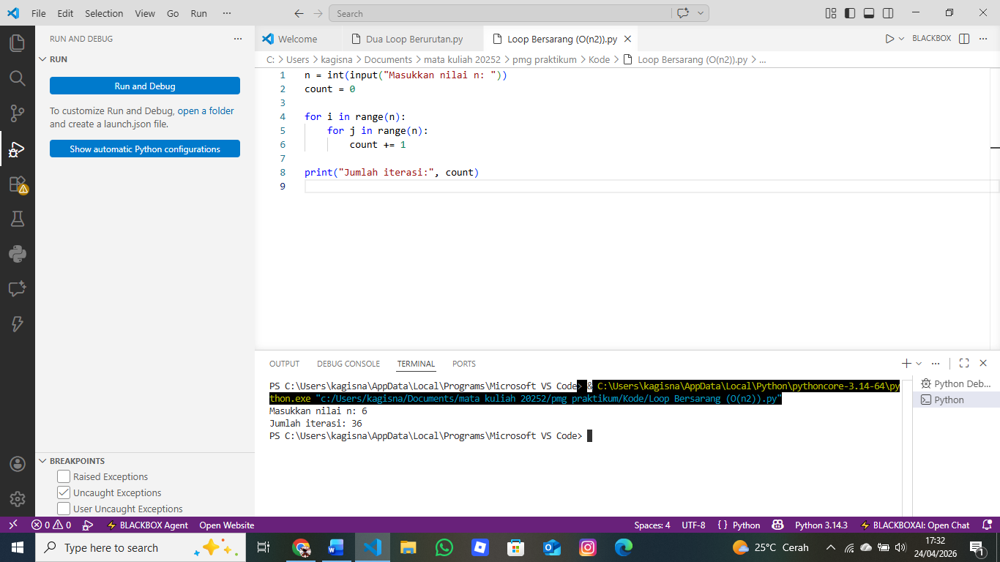 File Edit Selection View Go Run ··· Search
RUN AND DEBUG ···
Welcome Dua Loop Berurutan.py Loop Bersarang (O(n2)).py BLACKBOX ···
C: > Users > kagisna > Documents > mata kuliah 20252 > pmg praktikum > Kode > Loop Bersarang (O(n2)).py > ...
RUN
Run and Debug
To customize Run and Debug, open a folder
and create a launch.json file.
Show automatic Python configurations
1 n = int(input("Masukkan nilai n: "))
2 count = 0
3
4 for i in range(n):
5 for j in range(n):
6 count += 1
7
8 print("Jumlah iterasi:", count)
9
OUTPUT DEBUG CONSOLE TERMINAL PORTS ···
PS C:\Users\kagisna\AppData\Local\Programs\Microsoft VS Code> & C:\Users\kagisna\AppData\Local\Python\pythoncore-3.14-64\py
thon.exe "c:/Users/kagisna/Documents/mata kuliah 20252/pmg praktikum/Kode/Loop Bersarang (O(n2)).py"
Masukkan nilai n: 6
Jumlah iterasi: 36
PS C:\Users\kagisna\AppData\Local\Programs\Microsoft VS Code>
Python Deb...
Python
BREAKPOINTS
Raised Exceptions
Uncaught Exceptions
User Uncaught Exceptions
0 0 BLACKBOX Agent Open Website Spaces: 4 UTF-8 { } Python Python 3.14.3 BLACKBOXAI: Open Chat
Type here to search 25°C Cerah 17:32
24/04/2026 1